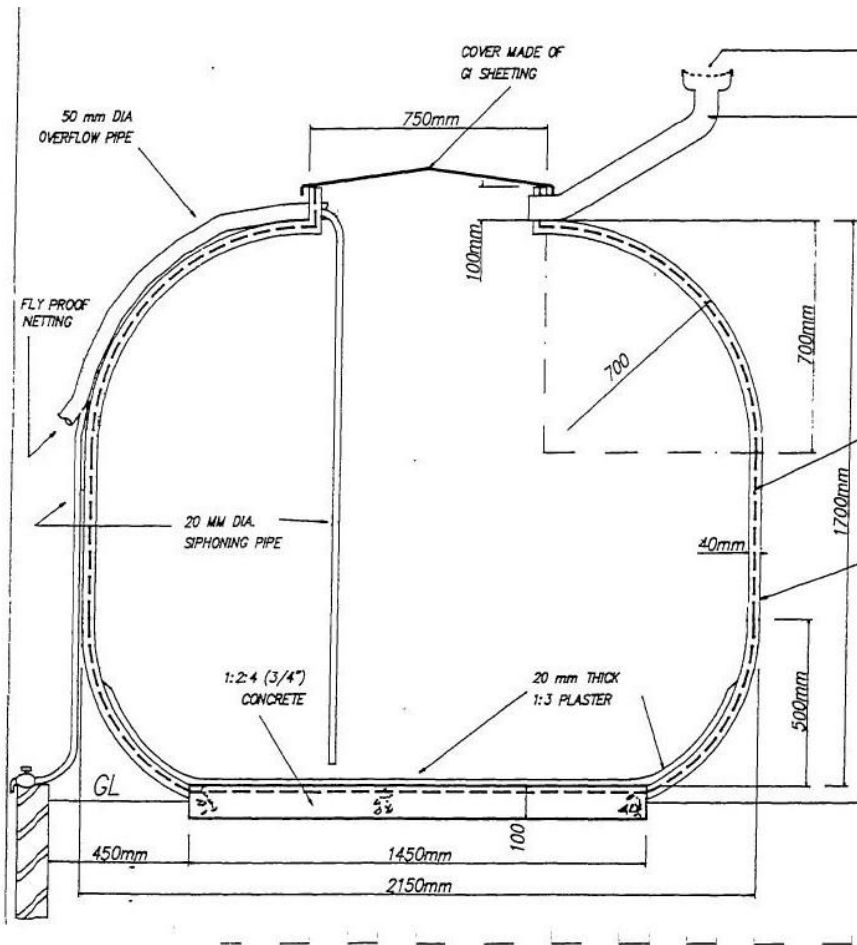 COVER MADE OF
GI SHEETING
750mm
50 mm DIA
OVERFLOW PIPE
100mm
FLY PROOF
NETTING
700
700mm
1700mm
20 MM DIA.
SIPHONING PIPE
40mm
1:2:4 (3/4")
CONCRETE
20 mm THICK
1:3 PLASTER
500mm
GL
100
450mm
1450mm
2150mm